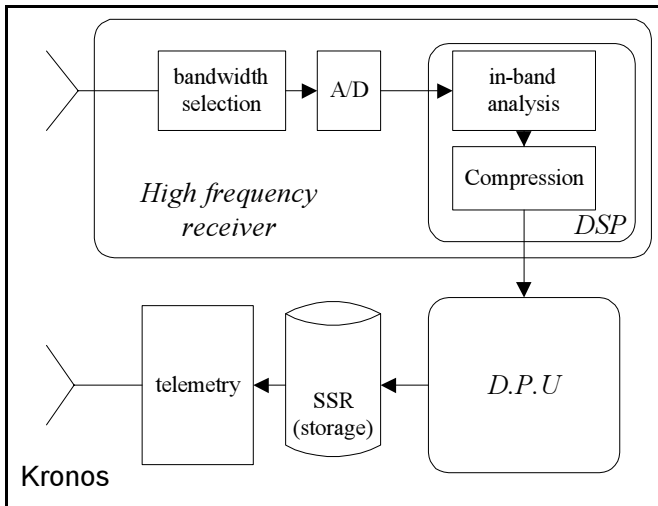 bandwidth
selection
A/D
in-band
analysis
Compression
High frequency
receiver
DSP
telemetry
SSR
(storage)
D.P.U
Kronos